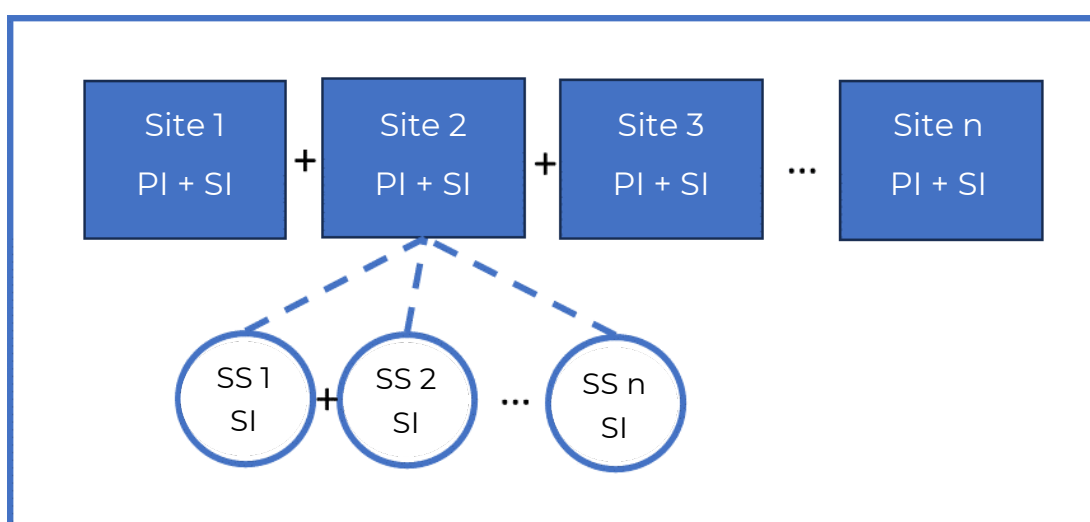 Site 1
PI + SI
+
Site 2
PI + SI
+
Site 3
PI + SI
...
Site n
PI + SI
SS 1
SI
+
SS 2
SI
...
SS n
SI